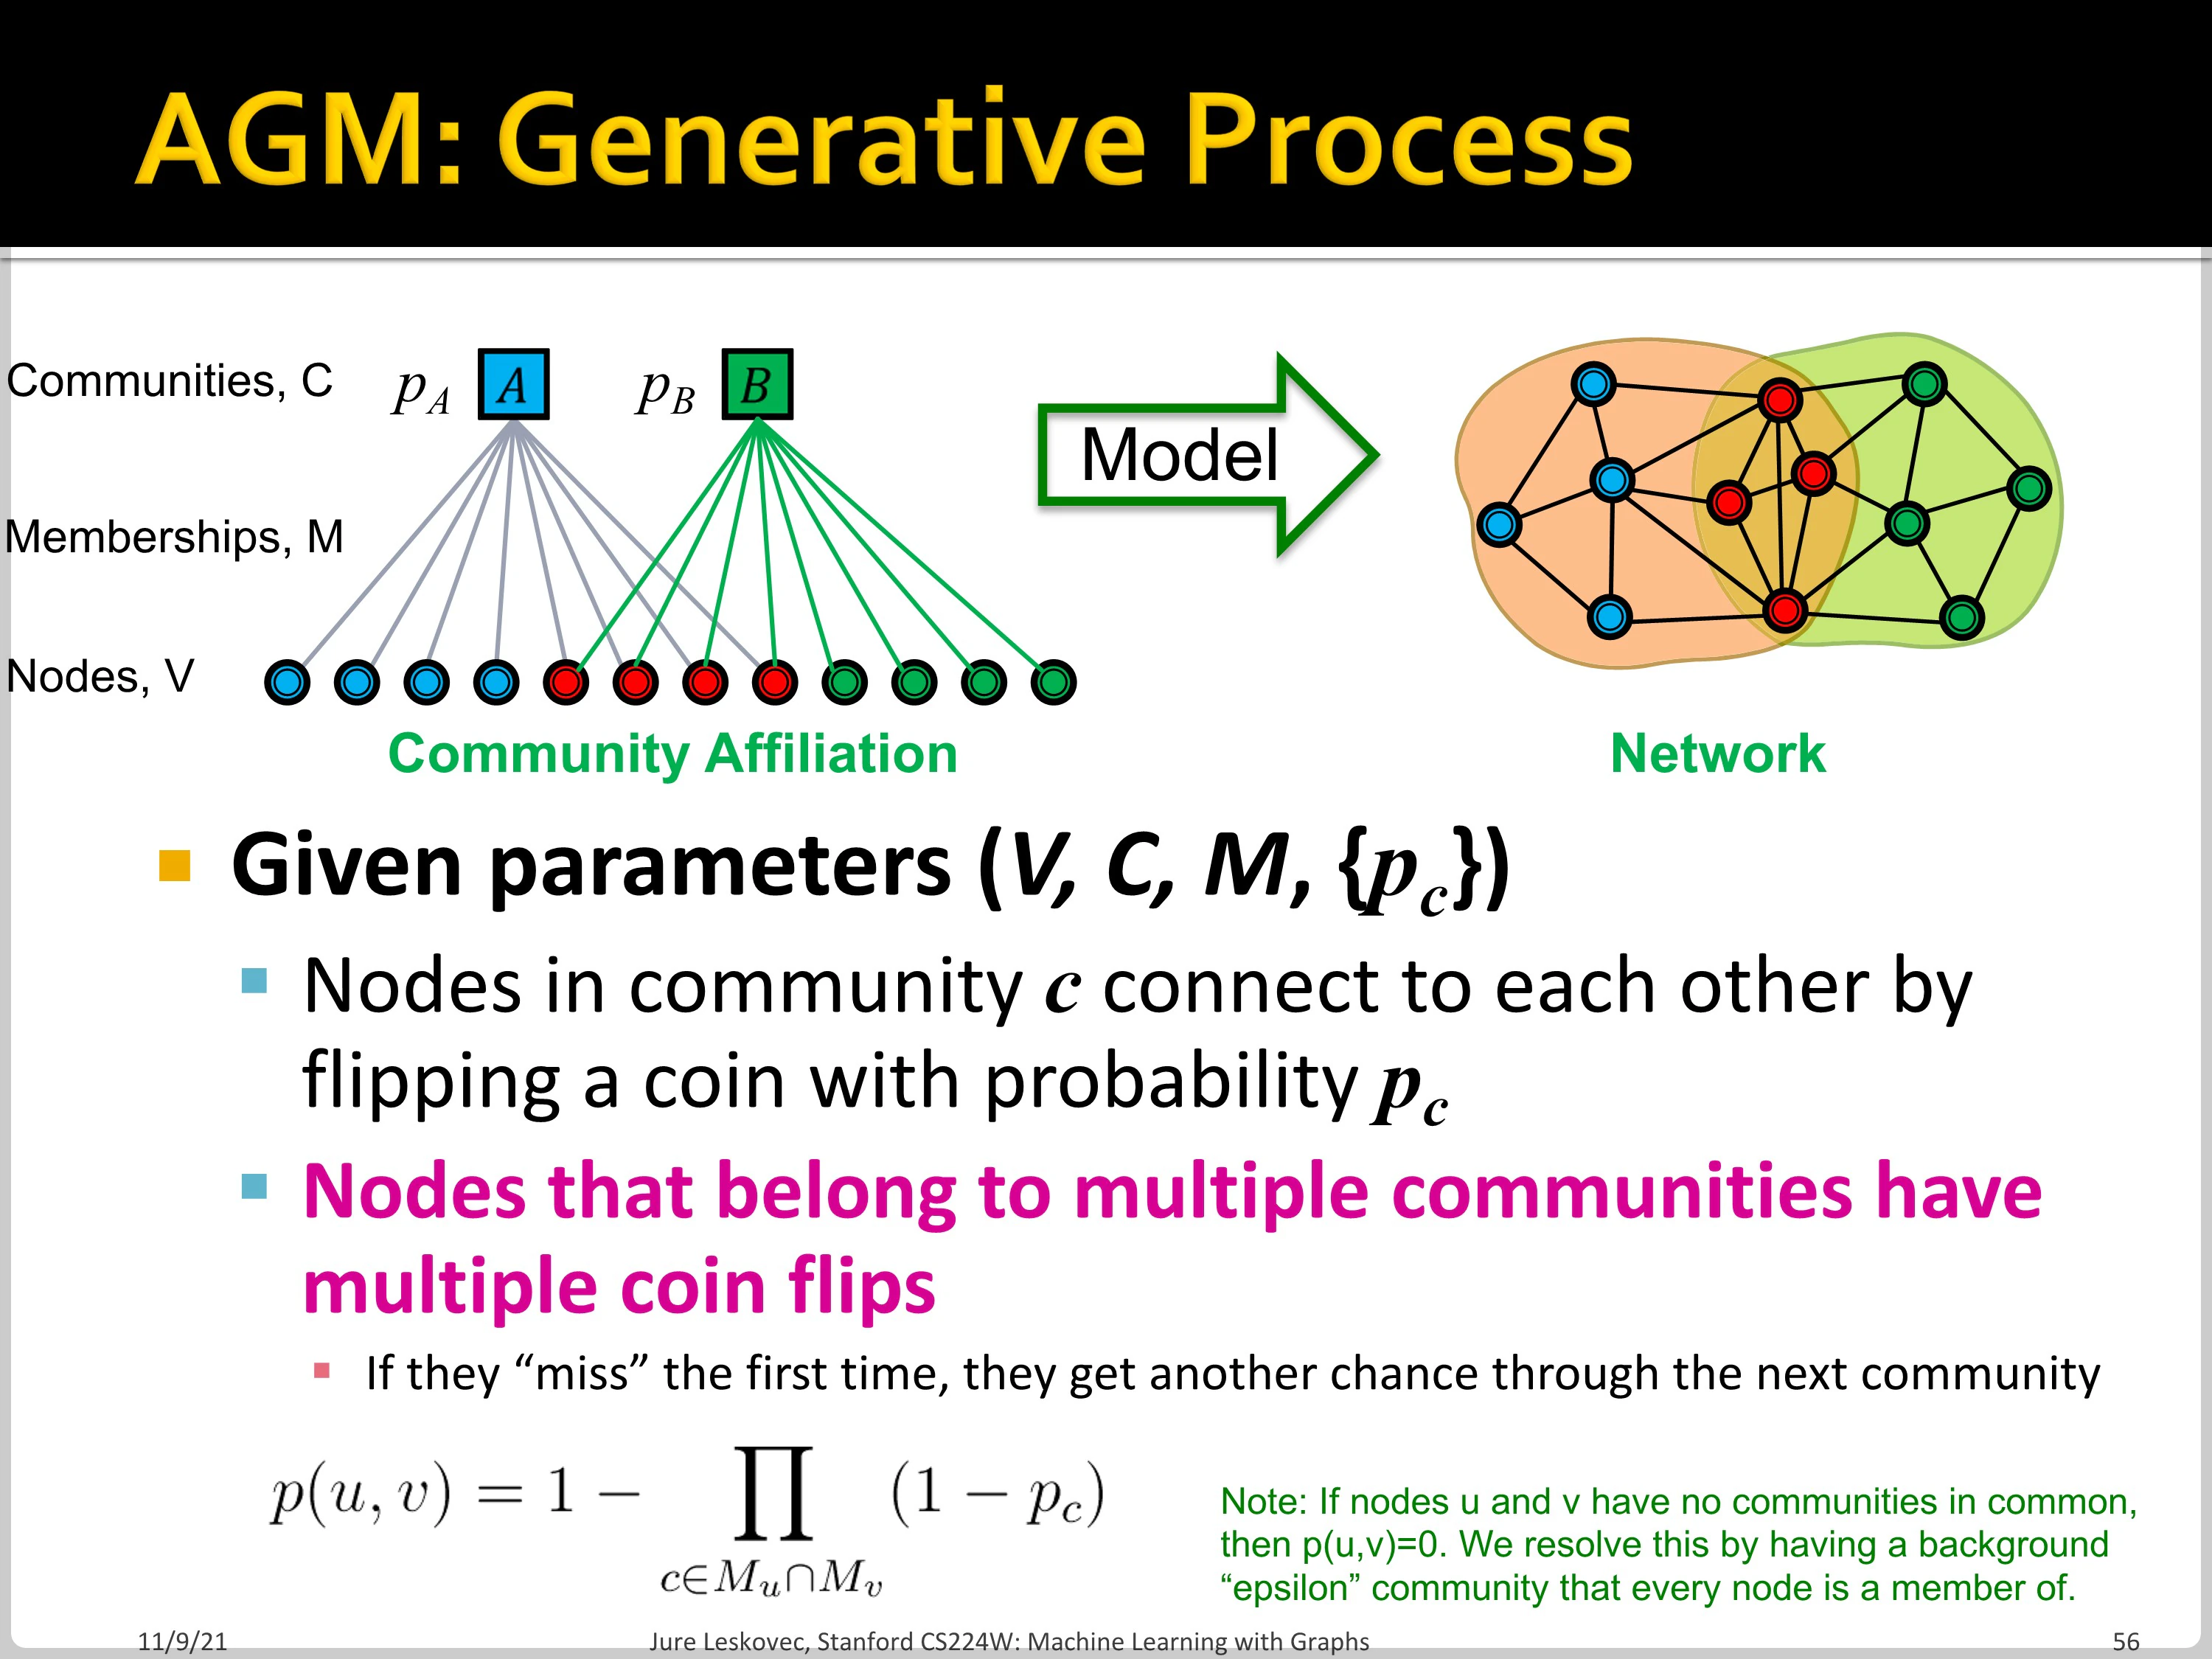 AGM: Generative Process
Communities, C
p_A
A
p_B
B
Model
Memberships, M
Nodes, V
Community Affiliation
Network
Given parameters (V, C, M, {p_c})
Nodes in community c connect to each other by
flipping a coin with probability p_c
Nodes that belong to multiple communities have
multiple coin flips
If they “miss” the first time, they get another chance through the next community
p(u, v) = 1 − ∏_{c∈M_u∩M_v} (1 − p_c)
Note: If nodes u and v have no communities in common,
then p(u,v)=0. We resolve this by having a background
“epsilon” community that every node is a member of.
11/9/21
Jure Leskovec, Stanford CS224W: Machine Learning with Graphs
56